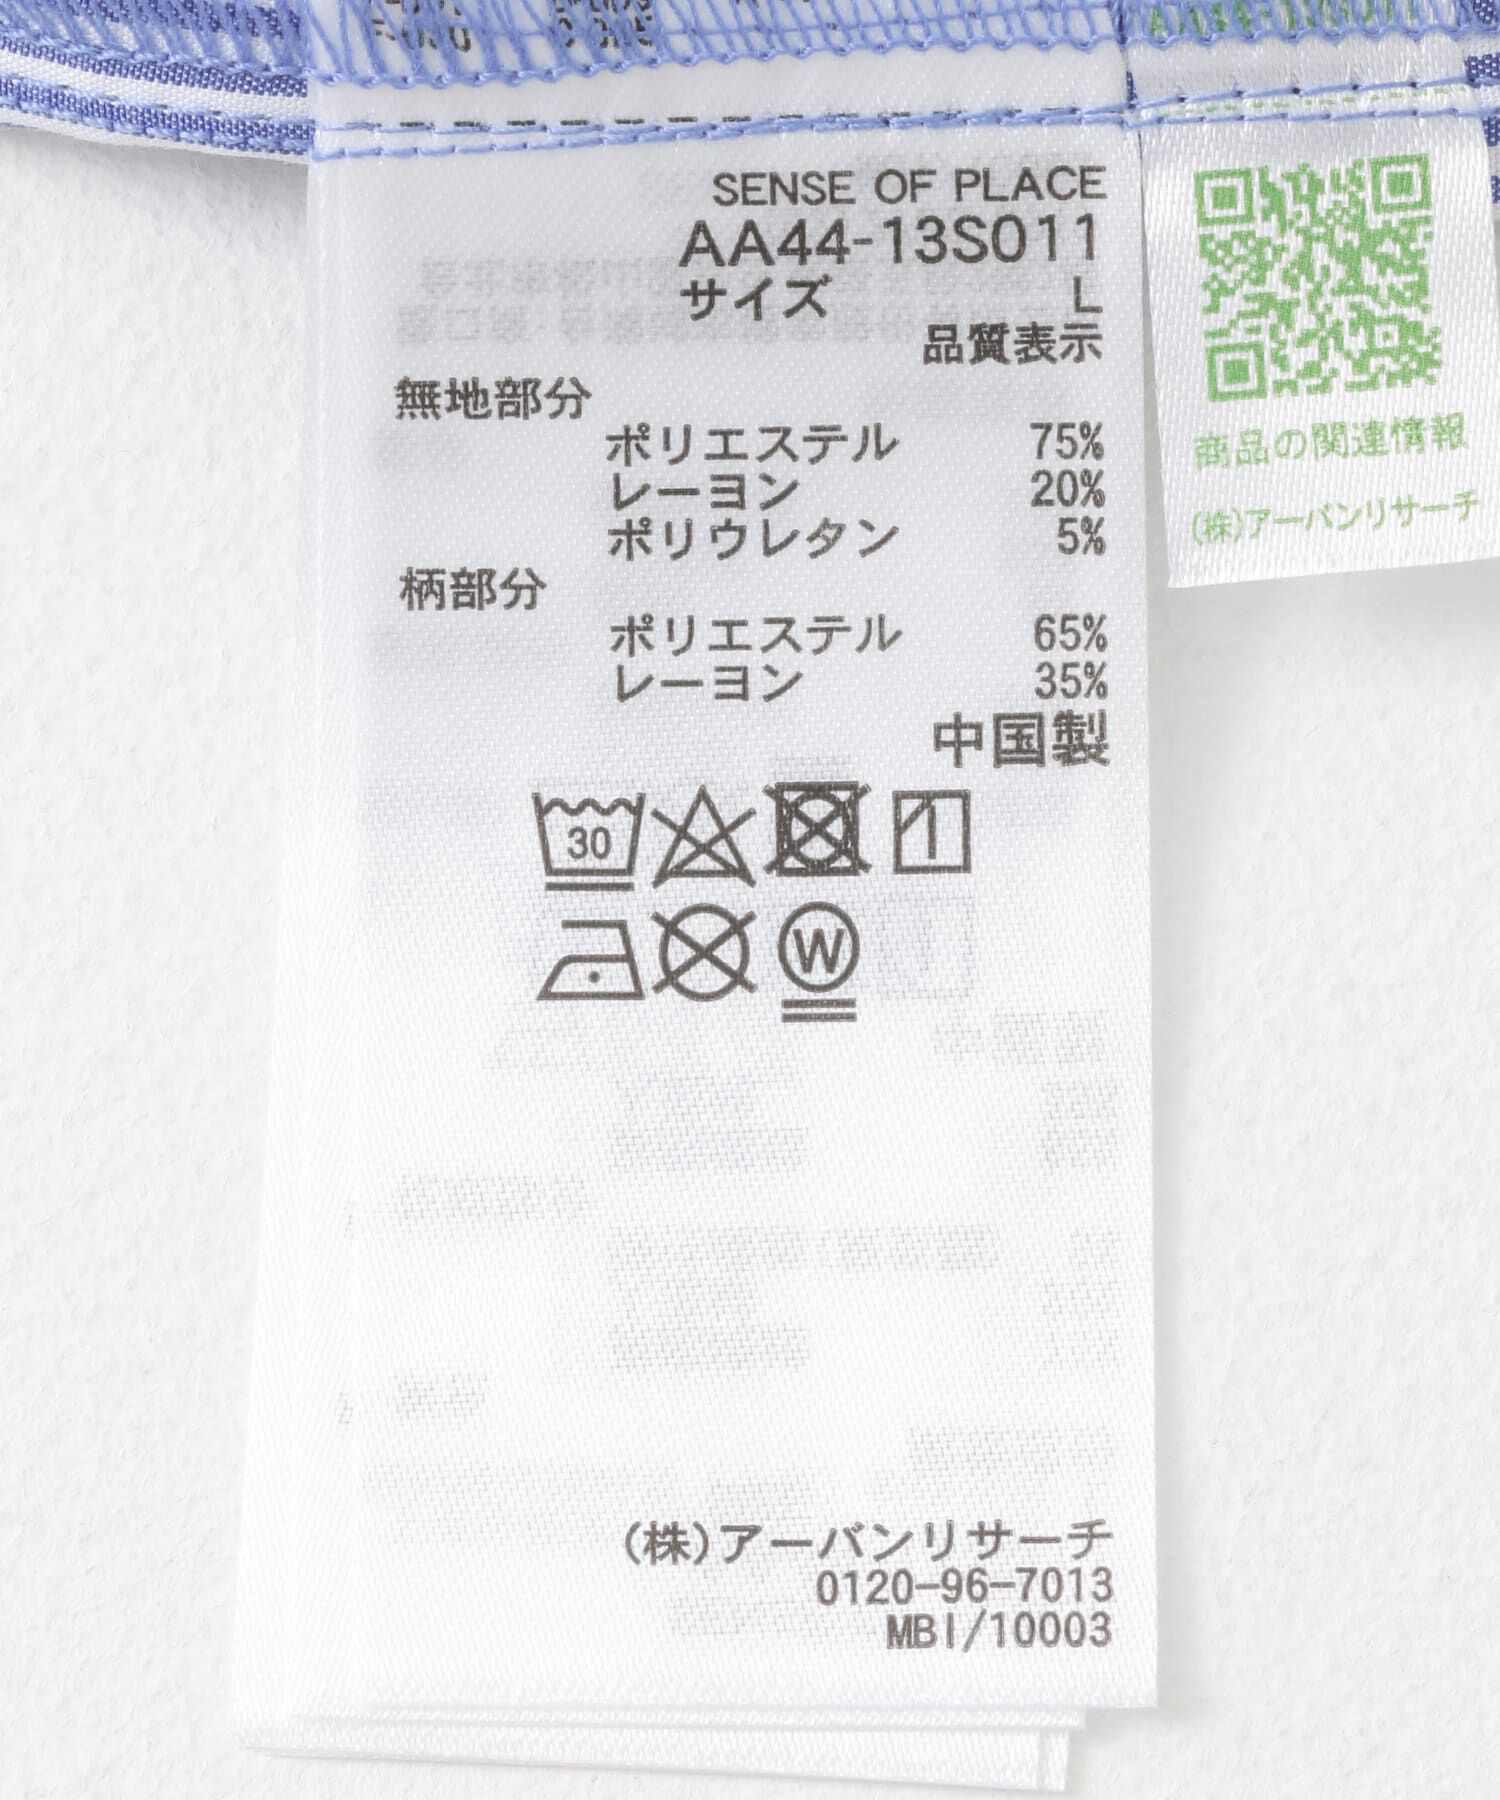 SENSE OF PLACE
AA44-13S011
サイズ L
品質表示
無地部分
ポリエステル 75%
レーヨン 20%
ポリウレタン 5%
柄部分
ポリエステル 65%
レーヨン 35%
中国製
30
W
(株)アーバンリサーチ
0120-96-7013
MBI/10003
商品の関連情報
(株)アーバンリサーチ